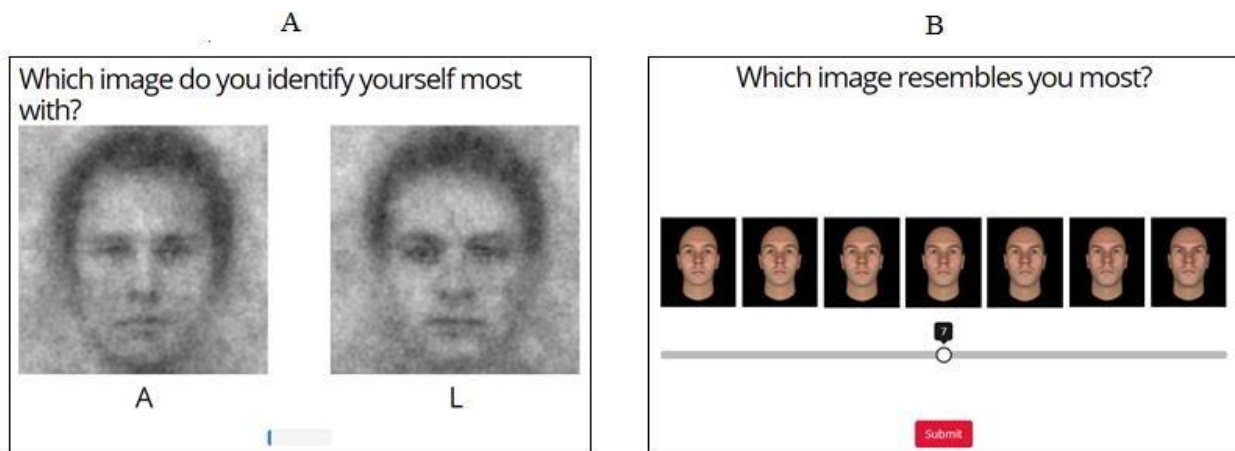 A
B
Which image do you identify yourself most
with?
A
L
Which image resembles you most?
7
Submit